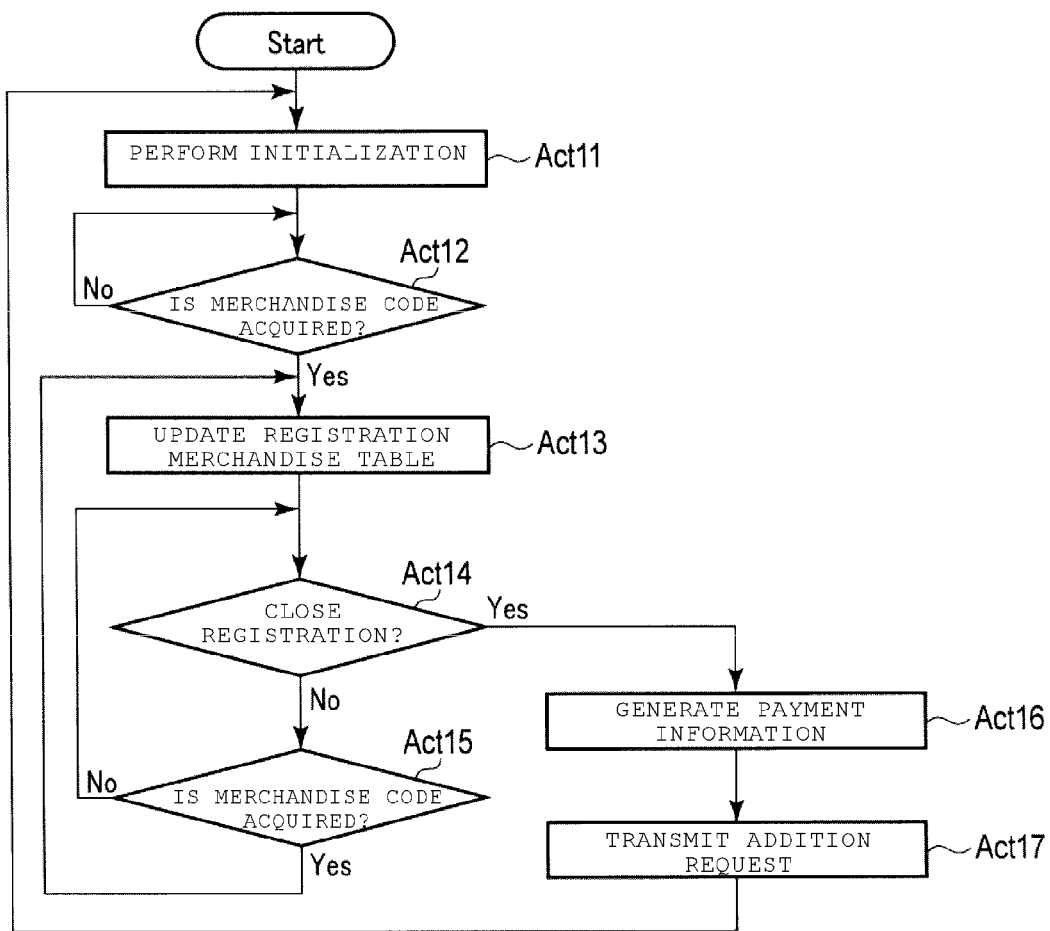 Start
PERFORM INITIALIZATION
Act11
Act12
No
IS MERCHANDISE CODE
ACQUIRED?
Yes
UPDATE REGISTRATION
MERCHANDISE TABLE
Act13
Act14
CLOSE
REGISTRATION?
Yes
No
GENERATE PAYMENT
INFORMATION
Act16
Act15
No
IS MERCHANDISE CODE
ACQUIRED?
Yes
TRANSMIT ADDITION
REQUEST
Act17